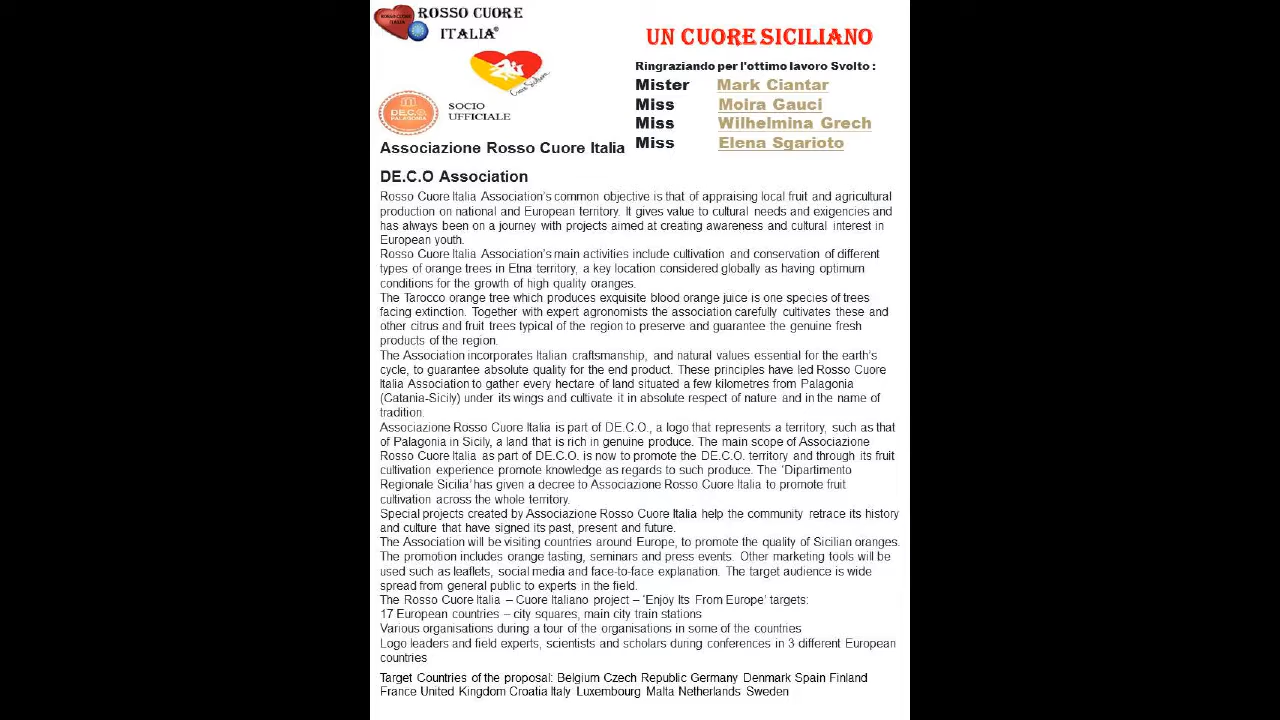 ROSSO CUORE
ITALIA®
ROSSO CUORE
ITALIA
UN CUORE SICILIANO
Cuore Siciliano
Ringraziando per l'ottimo lavoro Svolto :
Mister Mark Ciantar
Miss Moira Gauci
Miss Wilhelmina Grech
Miss Elena Sgarioto
DE.C.O
PALAGONIA
SOCIO
UFFICIALE
Associazione Rosso Cuore Italia
DE.C.O Association
Rosso Cuore Italia Association's common objective is that of appraising local fruit and agricultural
production on national and European territory. It gives value to cultural needs and exigencies and
has always been on a journey with projects aimed at creating awareness and cultural interest in
European youth.
Rosso Cuore Italia Association's main activities include cultivation and conservation of different
types of orange trees in Etna territory, a key location considered globally as having optimum
conditions for the growth of high quality oranges.
The Tarocco orange tree which produces exquisite blood orange juice is one species of trees
facing extinction. Together with expert agronomists the association carefully cultivates these and
other citrus and fruit trees typical of the region to preserve and guarantee the genuine fresh
products of the region.
The Association incorporates Italian craftsmanship, and natural values essential for the earth's
cycle, to guarantee absolute quality for the end product. These principles have led Rosso Cuore
Italia Association to gather every hectare of land situated a few kilometres from Palagonia
(Catania-Sicily) under its wings and cultivate it in absolute respect of nature and in the name of
tradition.
Associazione Rosso Cuore Italia is part of DE.C.O., a logo that represents a territory, such as that
of Palagonia in Sicily, a land that is rich in genuine produce. The main scope of Associazione
Rosso Cuore Italia as part of DE.C.O. is now to promote the DE.C.O. territory and through its fruit
cultivation experience promote knowledge as regards to such produce. The 'Dipartimento
Regionale Sicilia' has given a decree to Associazione Rosso Cuore Italia to promote fruit
cultivation across the whole territory.
Special projects created by Associazione Rosso Cuore Italia help the community retrace its history
and culture that have signed its past, present and future.
The Association will be visiting countries around Europe, to promote the quality of Sicilian oranges.
The promotion includes orange tasting, seminars and press events. Other marketing tools will be
used such as leaflets, social media and face-to-face explanation. The target audience is wide
spread from general public to experts in the field.
The Rosso Cuore Italia – Cuore Italiano project – 'Enjoy Its From Europe' targets:
17 European countries – city squares, main city train stations
Various organisations during a tour of the organisations in some of the countries
Logo leaders and field experts, scientists and scholars during conferences in 3 different European
countries
Target Countries of the proposal: Belgium Czech Republic Germany Denmark Spain Finland
France United Kingdom Croatia Italy Luxembourg Malta Netherlands Sweden